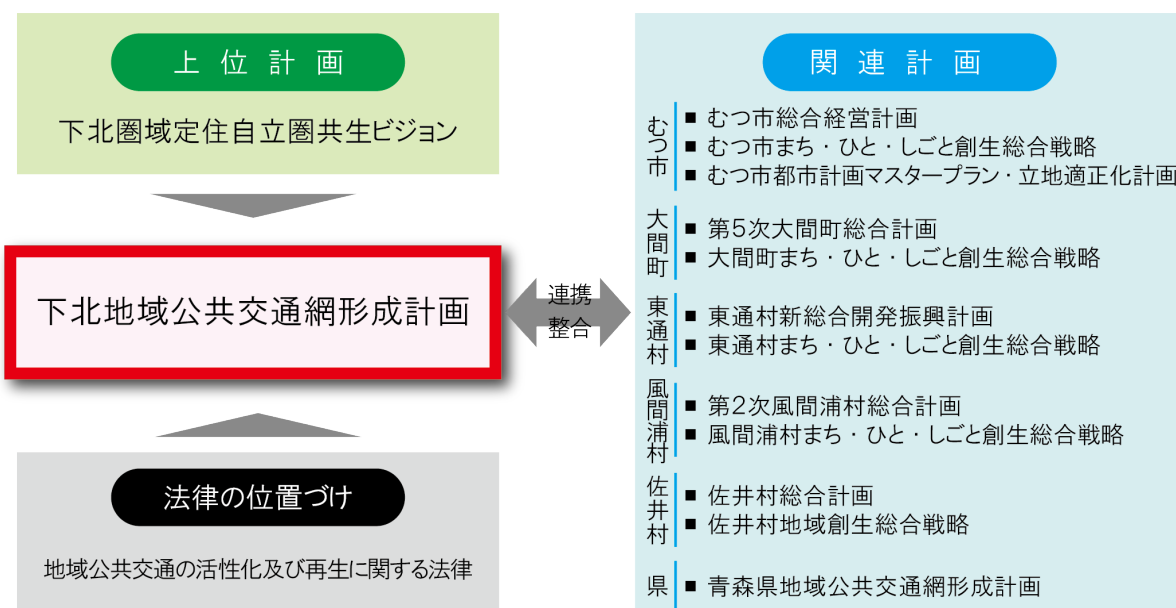 上位計画
下北圏域定住自立圏共生ビジョン
下北地域公共交通網形成計画
法律の位置づけ
地域公共交通の活性化及び再生に関する法律
連携
整合
関連計画
むつ市
■ むつ市総合経営計画
■ むつ市まち・ひと・しごと創生総合戦略
■ むつ市都市計画マスタープラン・立地適正化計画
大間町
■ 第5次大間町総合計画
■ 大間町まち・ひと・しごと創生総合戦略
東通村
■ 東通村新総合開発振興計画
■ 東通村まち・ひと・しごと創生総合戦略
風間浦村
■ 第2次風間浦村総合計画
■ 風間浦村まち・ひと・しごと創生総合戦略
佐井村
■ 佐井村総合計画
■ 佐井村地域創生総合戦略
県
■ 青森県地域公共交通網形成計画